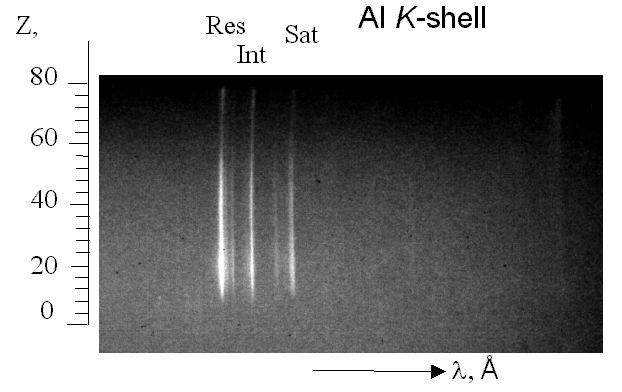 Al K-shell
Z,
Res
Int
Sat
80
60
40
20
0
λ, Å